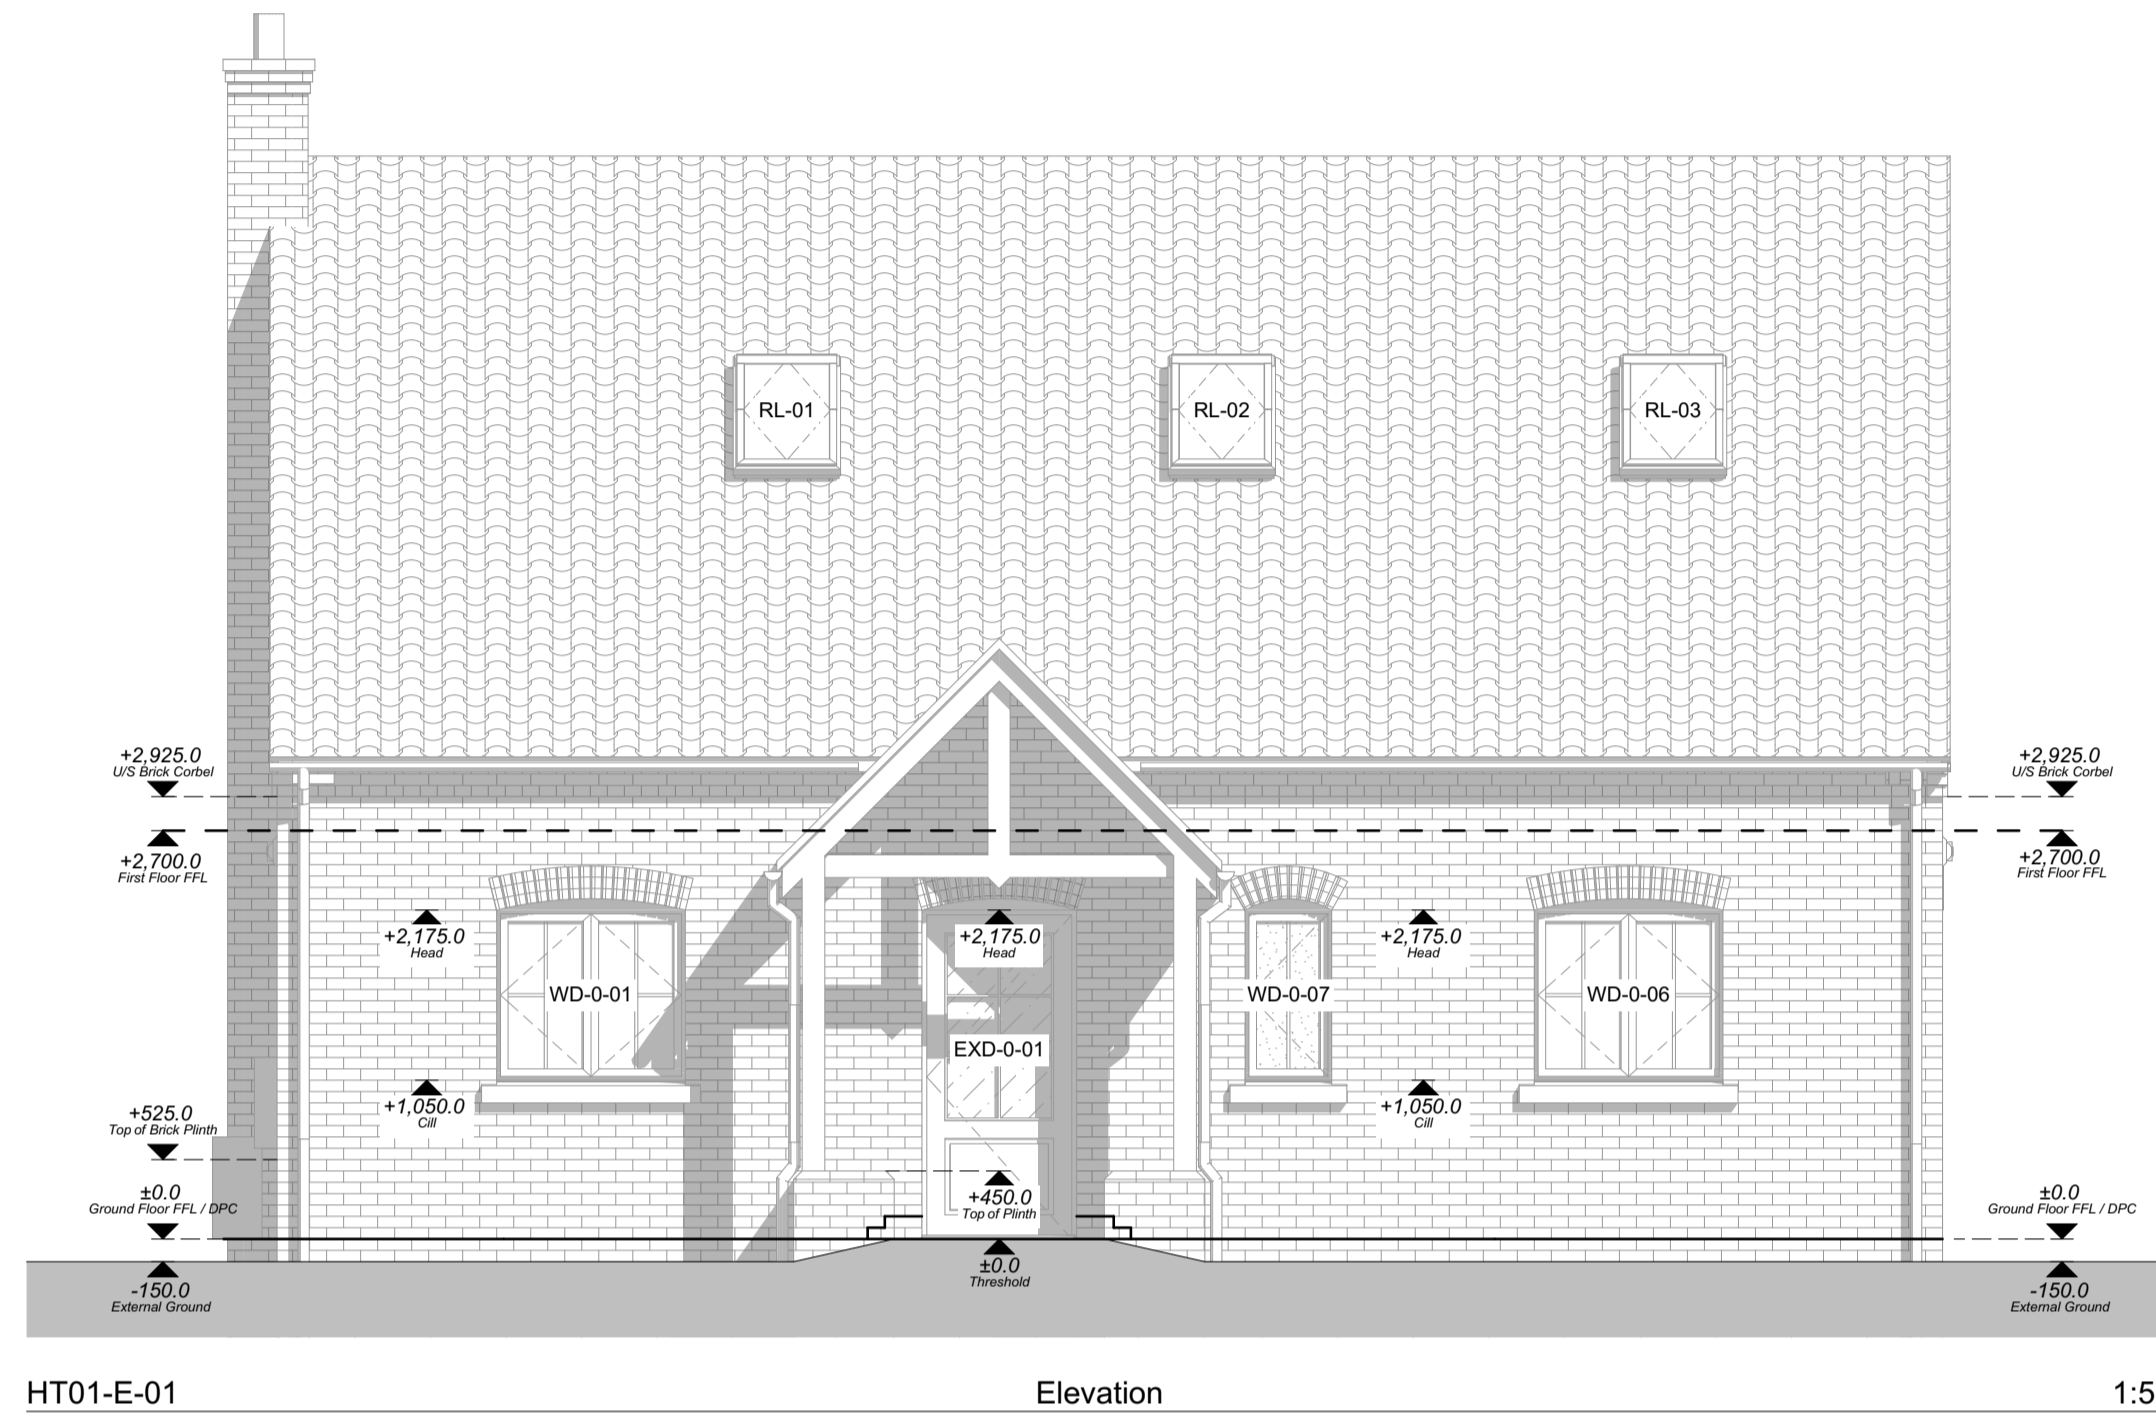 RL-01
RL-02
RL-03
+2,925.0
U/S Brick Corbel
+2,925.0
U/S Brick Corbel
+2,700.0
First Floor FFL
+2,700.0
First Floor FFL
+2,175.0
Head
+2,175.0
Head
+2,175.0
Head
WD-0-01
WD-0-07
WD-0-06
EXD-0-01
+1,050.0
Cill
+1,050.0
Cill
+525.0
Top of Brick Plinth
±0.0
Ground Floor FFL / DPC
+450.0
Top of Plinth
±0.0
Ground Floor FFL / DPC
±0.0
Threshold
-150.0
External Ground
-150.0
External Ground
HT01-E-01
Elevation
1:5